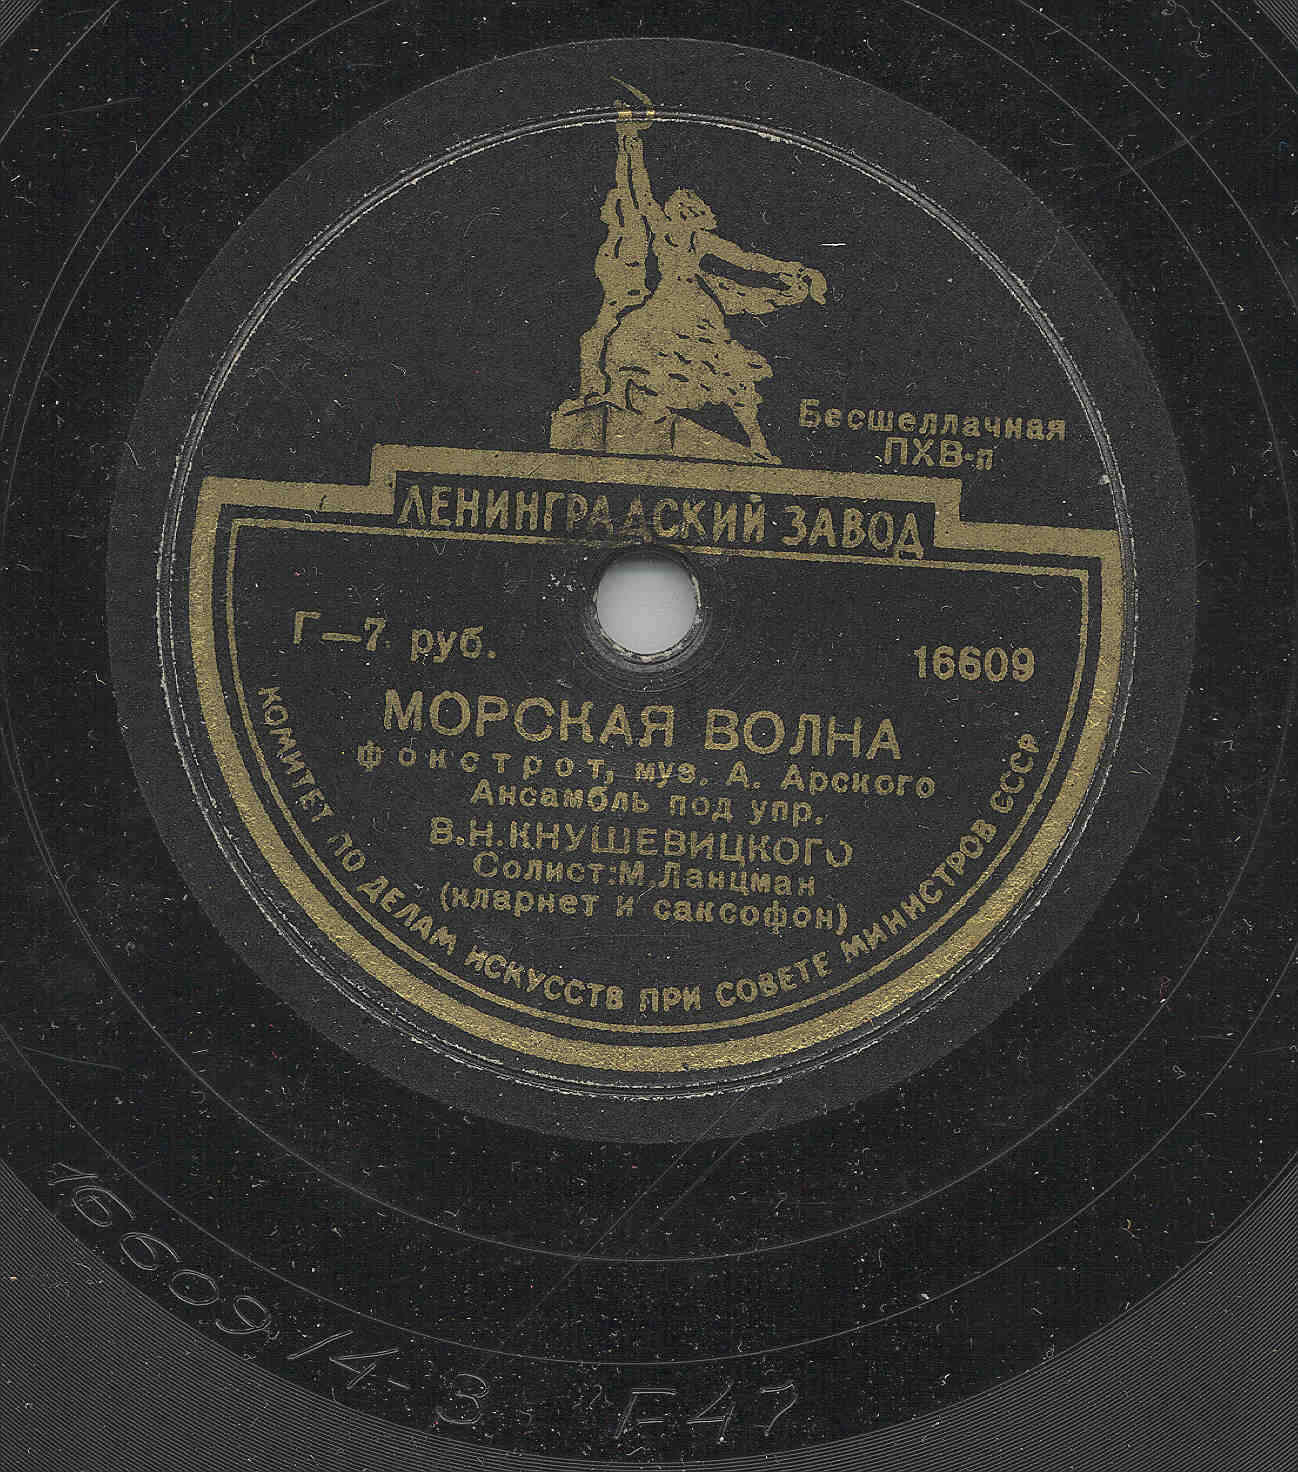 Бесшеллачная
ПХВ-п
ЛЕНИНГРАДСКИЙ ЗАВОД
Г—7 руб.
16609
МОРСКАЯ ВОЛНА
фокстрот, муз. А. Арского
Ансамбль под упр.
В.Н.КНУШЕВИЦКОГО
Солист:М.Ланцман
(кларнет и саксофон)
КОМИТЕТ ПО ДЕЛАМ ИСКУССТВ ПРИ СОВЕТЕ МИНИСТРОВ СССР
16609/4-3 Г-47